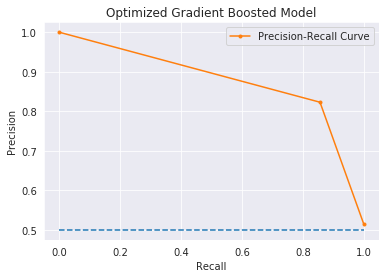 Optimized Gradient Boosted Model
Precision-Recall Curve
Precision
1.0
0.9
0.8
0.7
0.6
0.5
0.0 0.2 0.4 0.6 0.8 1.0
Recall